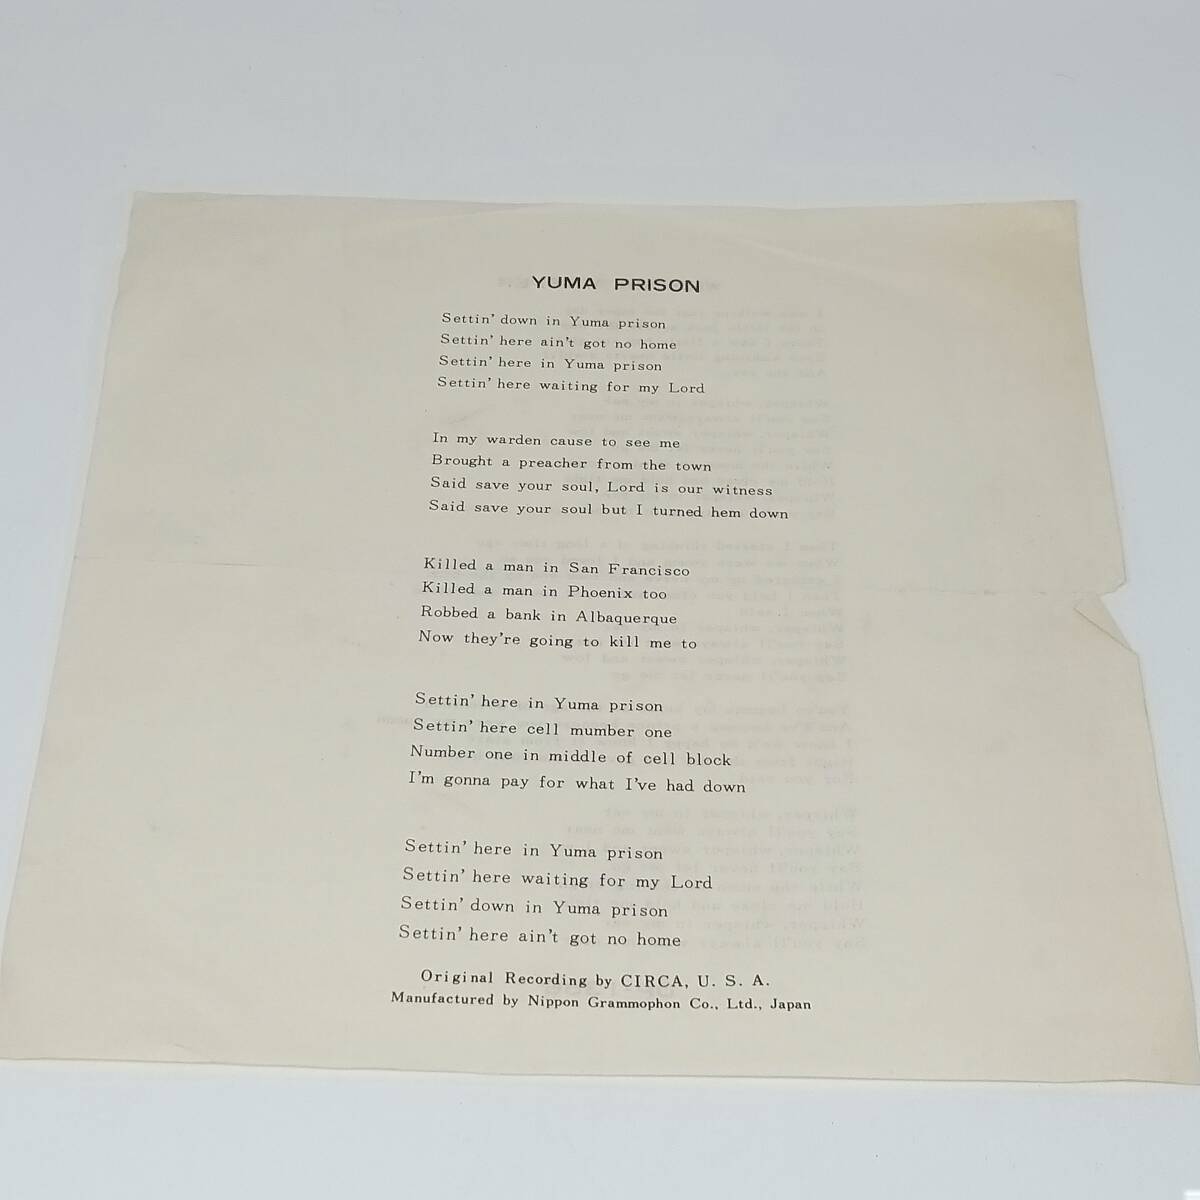 YUMA PRISON
Settin' down in Yuma prison
Settin' here ain't got no home
Settin' here in Yuma prison
Settin' here waiting for my Lord
In my warden cause to see me
Brought a preacher from the town
Said save your soul, Lord is our witness
Said save your soul but I turned hem down
Killed a man in San Francisco
Killed a man in Phoenix too
Robbed a bank in Albaquerque
Now they're going to kill me to
Settin' here in Yuma prison
Settin' here cell mumber one
Number one in middle of cell block
I'm gonna pay for what I've had down
Settin' here in Yuma prison
Settin' here waiting for my Lord
Settin' down in Yuma prison
Settin' here ain't got no home
Original Recording by CIRCA, U. S. A.
Manufactured by Nippon Grammophon Co., Ltd., Japan